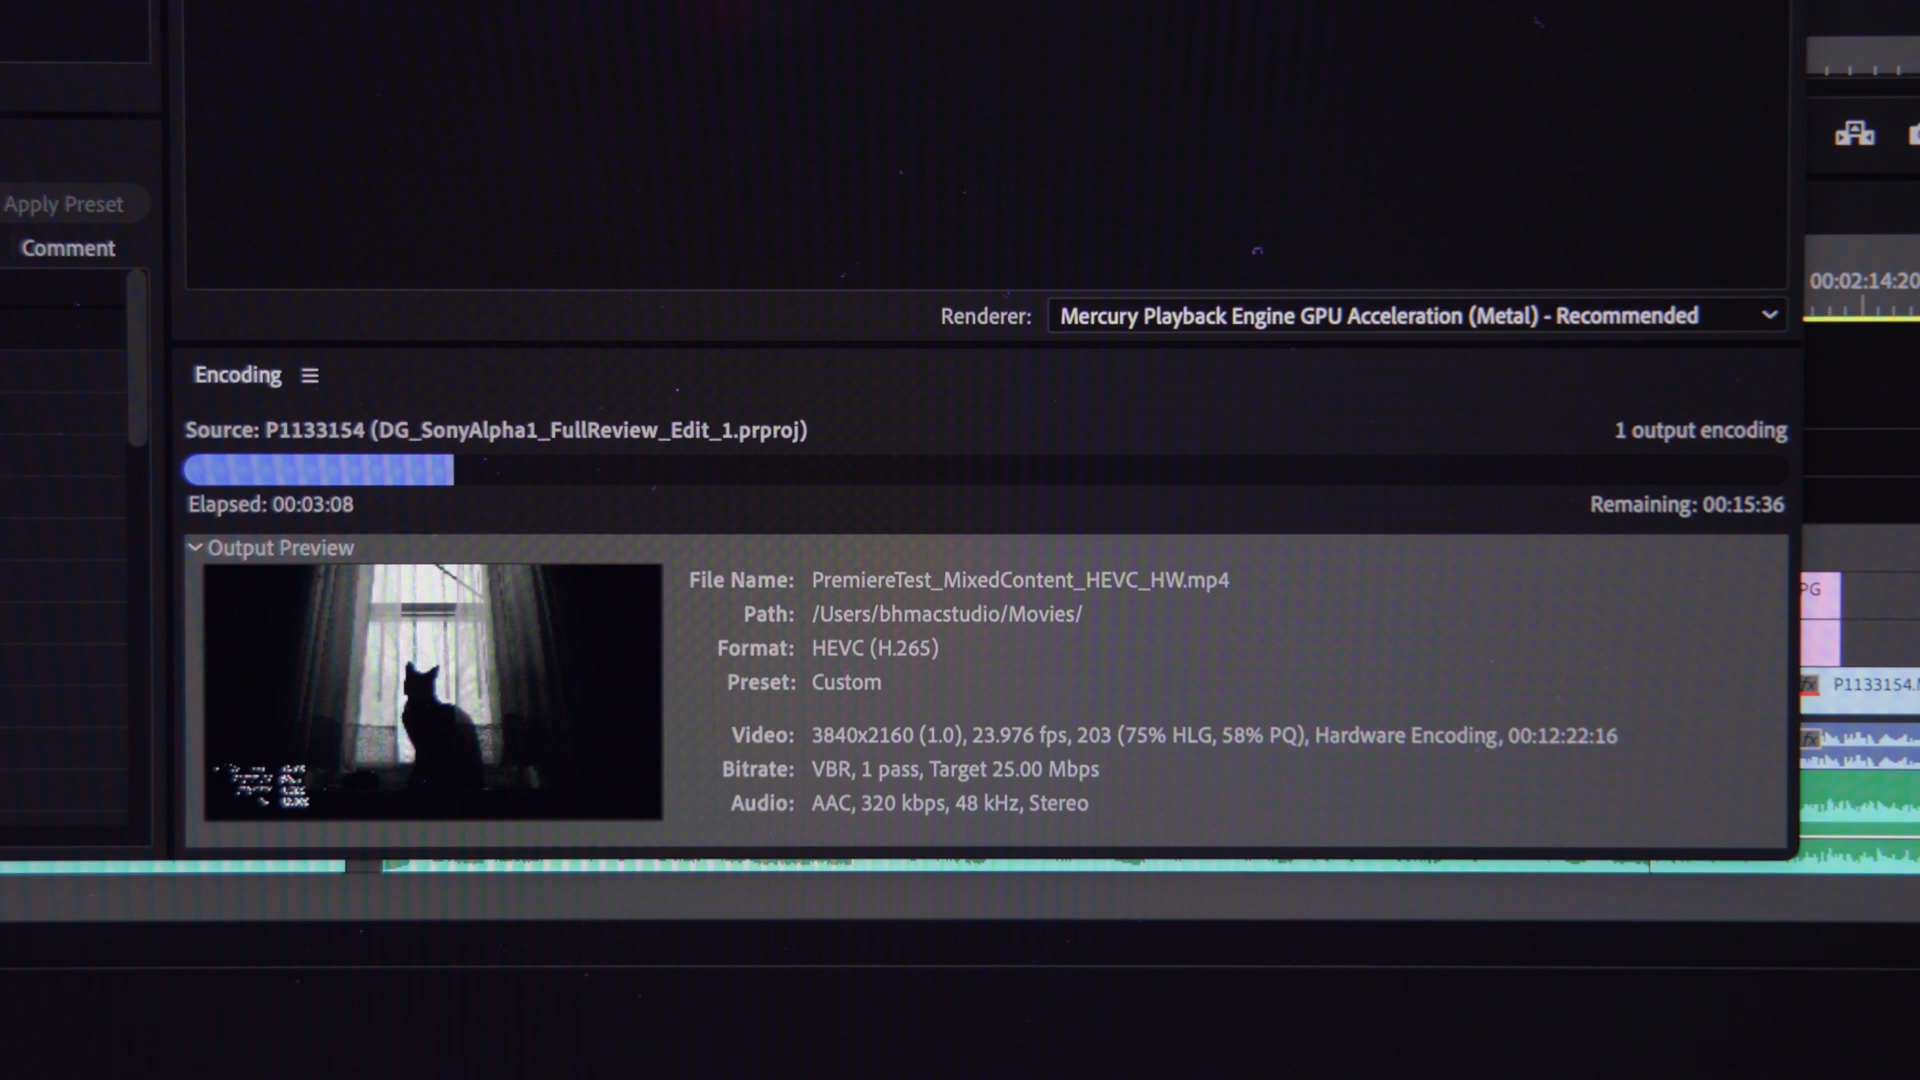 Apply Preset
Comment
Renderer: Mercury Playback Engine GPU Acceleration (Metal) - Recommended
00:02:14:20
Encoding
Source: P1133154 (DG_SonyAlpha1_FullReview_Edit_1.prproj)
1 output encoding
Elapsed: 00:03:08
Remaining: 00:15:36
Output Preview
File Name: PremiereTest_MixedContent_HEVC_HW.mp4
Path: /Users/bhmacstudio/Movies/
Format: HEVC (H.265)
Preset: Custom
Video: 3840x2160 (1.0), 23.976 fps, 203 (75% HLG, 58% PQ), Hardware Encoding, 00:12:22:16
Bitrate: VBR, 1 pass, Target 25.00 Mbps
Audio: AAC, 320 kbps, 48 kHz, Stereo
PG
fx P1133154.
fx